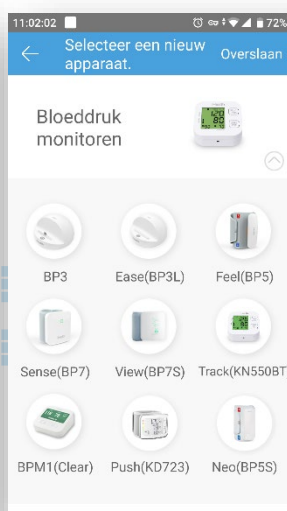 11:02:02 72%
Selecteer een nieuw apparaat. Overslaan
Bloeddruk
monitoren
BP3 Ease(BP3L) Feel(BP5)
Sense(BP7) View(BP7S) Track(KN550BT
BPM1(Clear) Push(KD723) Neo(BP5S)